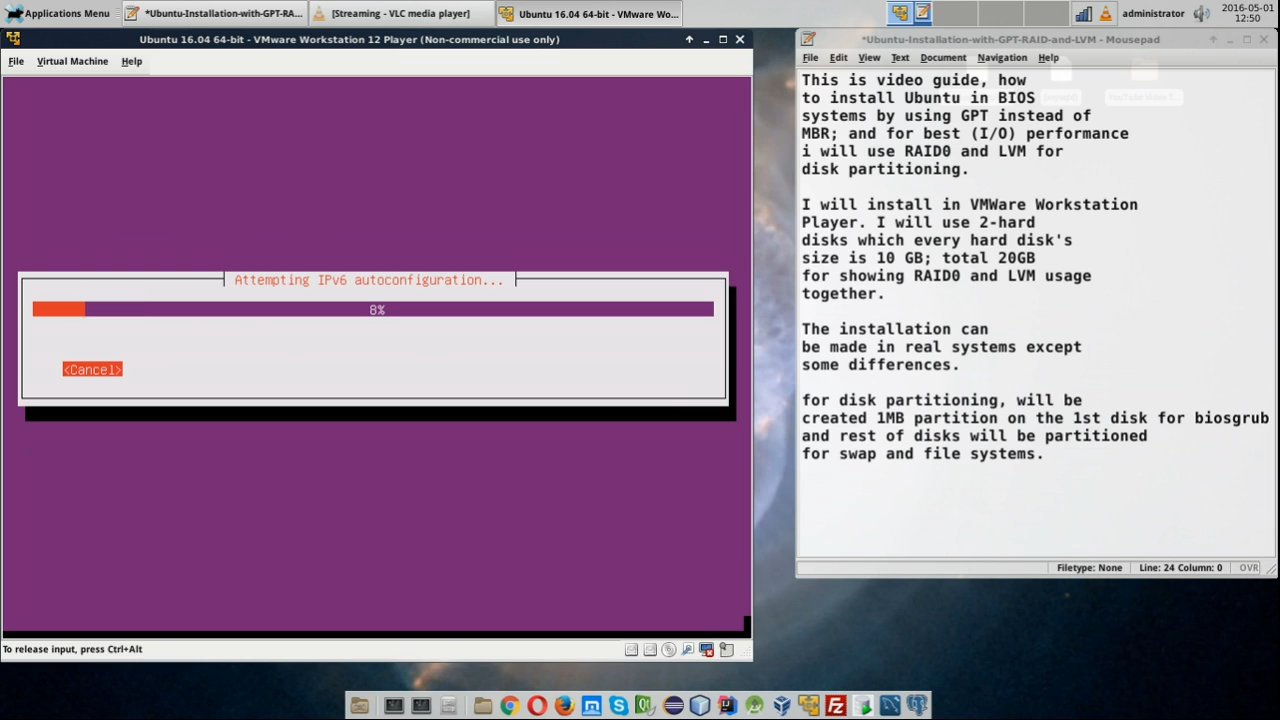 Applications Menu
*Ubuntu-Installation-with-GPT-RA...
[Streaming - VLC media player]
Ubuntu 16.04 64-bit - VMware Wo...
administrator
2016-05-01
12:50
Ubuntu 16.04 64-bit - VMware Workstation 12 Player (Non-commercial use only)
File Virtual Machine Help
Attempting IPv6 autoconfiguration...
8%
<Cancel>
To release input, press Ctrl+Alt
*Ubuntu-Installation-with-GPT-RAID-and-LVM - Mousepad
File Edit View Text Document Navigation Help
This is video guide, how
to install Ubuntu in BIOS
systems by using GPT instead of
MBR; and for best (I/O) performance
i will use RAID0 and LVM for
disk partitioning.
I will install in VMWare Workstation
Player. I will use 2-hard
disks which every hard disk's
size is 10 GB; total 20GB
for showing RAID0 and LVM usage
together.
The installation can
be made in real systems except
some differences.
for disk partitioning, will be
created 1MB partition on the 1st disk for biosgrub
and rest of disks will be partitioned
for swap and file systems.
Filetype: None
Line: 24 Column: 0
OVR